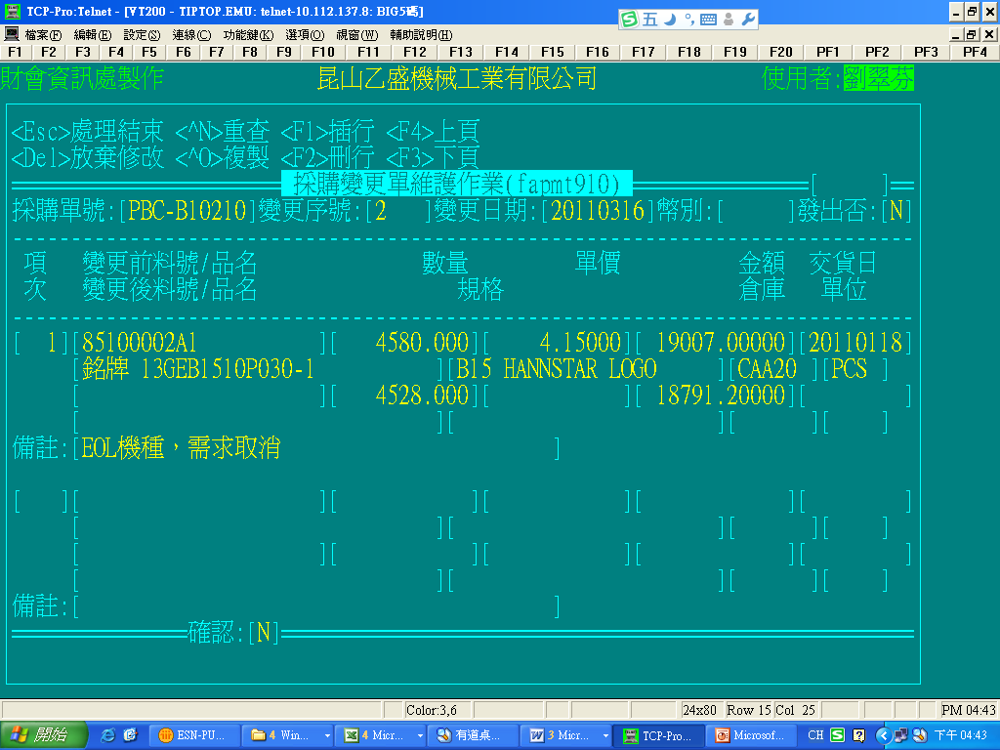 TCP-Pro:Telnet - [VT200 - TIPTOP.EMU: telnet-10.112.137.8: BIG5碼]
五
檔案(F) 編輯(E) 設定(S) 連線(C) 功能鍵(K) 選項(O) 視窗(W) 輔助說明(H)
F1 F2 F3 F4 F5 F6 F7 F8 F9 F10 F11 F12 F13 F14 F15 F16 F17 F18 F19 F20 PF1 PF2 PF3 PF4
財會資訊處製作 昆山乙盛機械工業有限公司 使用者:劉翠芬
<Esc>處理結束 <^N>重查 <F1>插行 <F4>上頁
<Del>放棄修改 <^O>複製 <F2>刪行 <F3>下頁
採購變更單維護作業(fapmt910) [ ]
採購單號:[PBC-B10210]變更序號:[2 ]變更日期:[20110316]幣別:[ ]發出否:[N]
項 變更前料號/品名 數量 單價 金額 交貨日
次 變更後料號/品名 規格 倉庫 單位
[ 1][85100002A1 ][ 4580.000][ 4.15000][ 19007.00000][20110118]
[銘牌 13GEB1510P030-1 ][B15 HANNSTAR LOGO ][CAA20 ][PCS ]
[ ][ 4528.000][ ][ 18791.20000][ ]
[ ][ ][ ][ ]
備註:[EOL機種，需求取消 ]
[ ][ ][ ][ ][ ][ ]
[ ][ ][ ][ ]
[ ][ ][ ][ ][ ]
[ ][ ][ ][ ]
備註:[ ]
確認:[N]
Color:3,6 24x80 Row 15 Col 25 PM 04:43
開始 ESN-PU... 4 Win... 4 Micr... 有道桌... 3 Micr... TCP-Pro... Microsof... CH 下午 04:43